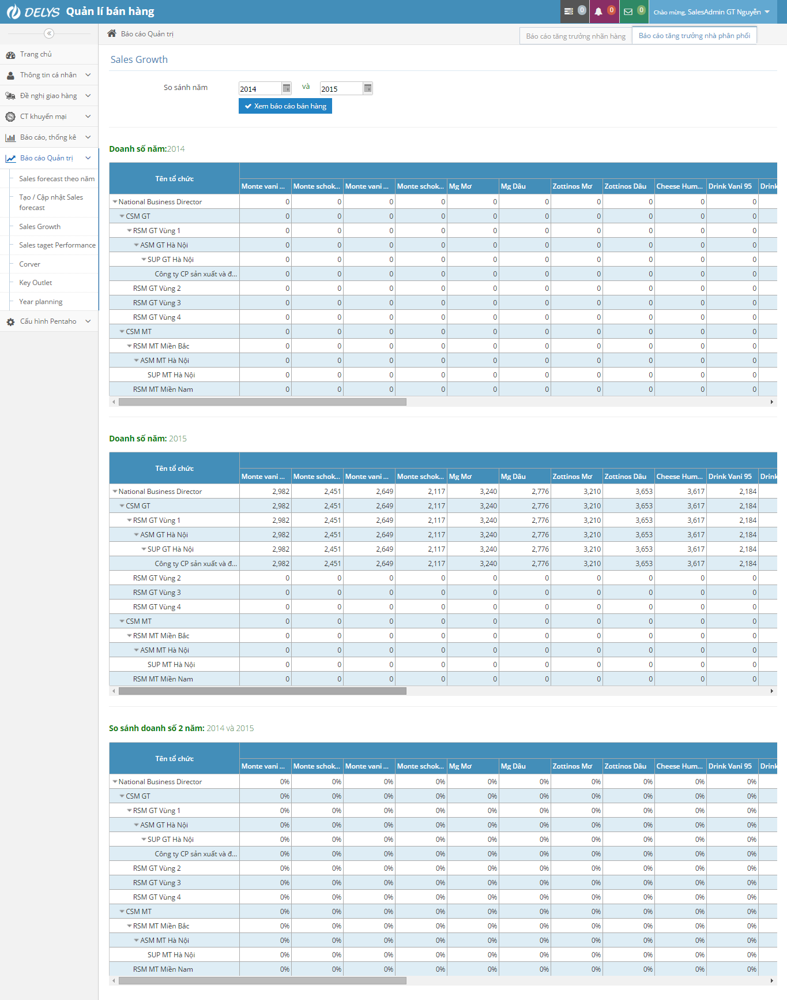 DELYS Quản lí bán hàng
0 0 0 Chào mừng, SalesAdmin GT Nguyễn
Báo cáo Quản trị
Báo cáo tăng trưởng nhãn hàng Báo cáo tăng trưởng nhà phân phối
Trang chủ
Thông tin cá nhân
Đề nghị giao hàng
CT khuyến mại
Báo cáo, thống kê
Báo cáo Quản trị
Sales forecast theo năm
Tạo / Cập nhật Sales
forecast
Sales Growth
Sales taget Performance
Corver
Key Outlet
Year planning
Cấu hình Pentaho
Sales Growth
So sánh năm 2014 và 2015
Xem báo cáo bán hàng
Doanh số năm:2014
Tên tổ chức
Monte vani ... Monte schok... Monte vani ... Monte schok... Mg Mơ Mg Dâu Zottinos Mơ Zottinos Dâu Cheese Hum... Drink Vani 95 Drink
National Business Director 0 0 0 0 0 0 0 0 0 0
CSM GT 0 0 0 0 0 0 0 0 0 0
RSM GT Vùng 1 0 0 0 0 0 0 0 0 0 0
ASM GT Hà Nội 0 0 0 0 0 0 0 0 0 0
SUP GT Hà Nội 0 0 0 0 0 0 0 0 0 0
Công ty CP sản xuất và đ... 0 0 0 0 0 0 0 0 0 0
RSM GT Vùng 2 0 0 0 0 0 0 0 0 0 0
RSM GT Vùng 3 0 0 0 0 0 0 0 0 0 0
RSM GT Vùng 4 0 0 0 0 0 0 0 0 0 0
CSM MT 0 0 0 0 0 0 0 0 0 0
RSM MT Miền Bắc 0 0 0 0 0 0 0 0 0 0
ASM MT Hà Nội 0 0 0 0 0 0 0 0 0 0
SUP MT Hà Nội 0 0 0 0 0 0 0 0 0 0
RSM MT Miền Nam 0 0 0 0 0 0 0 0 0 0
Doanh số năm: 2015
Tên tổ chức
Monte vani ... Monte schok... Monte vani ... Monte schok... Mg Mơ Mg Dâu Zottinos Mơ Zottinos Dâu Cheese Hum... Drink Vani 95 Drink
National Business Director 2,982 2,451 2,649 2,117 3,240 2,776 3,210 3,653 3,617 2,184
CSM GT 2,982 2,451 2,649 2,117 3,240 2,776 3,210 3,653 3,617 2,184
RSM GT Vùng 1 2,982 2,451 2,649 2,117 3,240 2,776 3,210 3,653 3,617 2,184
ASM GT Hà Nội 2,982 2,451 2,649 2,117 3,240 2,776 3,210 3,653 3,617 2,184
SUP GT Hà Nội 2,982 2,451 2,649 2,117 3,240 2,776 3,210 3,653 3,617 2,184
Công ty CP sản xuất và đ... 2,982 2,451 2,649 2,117 3,240 2,776 3,210 3,653 3,617 2,184
RSM GT Vùng 2 0 0 0 0 0 0 0 0 0 0
RSM GT Vùng 3 0 0 0 0 0 0 0 0 0 0
RSM GT Vùng 4 0 0 0 0 0 0 0 0 0 0
CSM MT 0 0 0 0 0 0 0 0 0 0
RSM MT Miền Bắc 0 0 0 0 0 0 0 0 0 0
ASM MT Hà Nội 0 0 0 0 0 0 0 0 0 0
SUP MT Hà Nội 0 0 0 0 0 0 0 0 0 0
RSM MT Miền Nam 0 0 0 0 0 0 0 0 0 0
So sánh doanh số 2 năm: 2014 và 2015
Tên tổ chức
Monte vani ... Monte schok... Monte vani ... Monte schok... Mg Mơ Mg Dâu Zottinos Mơ Zottinos Dâu Cheese Hum... Drink Vani 95 Drink
National Business Director 0% 0% 0% 0% 0% 0% 0% 0% 0% 0%
CSM GT 0% 0% 0% 0% 0% 0% 0% 0% 0% 0%
RSM GT Vùng 1 0% 0% 0% 0% 0% 0% 0% 0% 0% 0%
ASM GT Hà Nội 0% 0% 0% 0% 0% 0% 0% 0% 0% 0%
SUP GT Hà Nội 0% 0% 0% 0% 0% 0% 0% 0% 0% 0%
Công ty CP sản xuất và đ... 0% 0% 0% 0% 0% 0% 0% 0% 0% 0%
RSM GT Vùng 2 0% 0% 0% 0% 0% 0% 0% 0% 0% 0%
RSM GT Vùng 3 0% 0% 0% 0% 0% 0% 0% 0% 0% 0%
RSM GT Vùng 4 0% 0% 0% 0% 0% 0% 0% 0% 0% 0%
CSM MT 0% 0% 0% 0% 0% 0% 0% 0% 0% 0%
RSM MT Miền Bắc 0% 0% 0% 0% 0% 0% 0% 0% 0% 0%
ASM MT Hà Nội 0% 0% 0% 0% 0% 0% 0% 0% 0% 0%
SUP MT Hà Nội 0% 0% 0% 0% 0% 0% 0% 0% 0% 0%
RSM MT Miền Nam 0% 0% 0% 0% 0% 0% 0% 0% 0% 0%